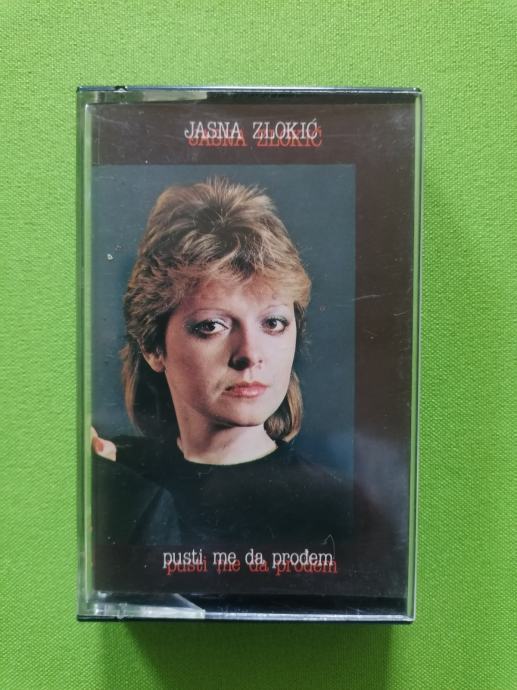 JASNA ZLOKIĆ
pusti me da prođem